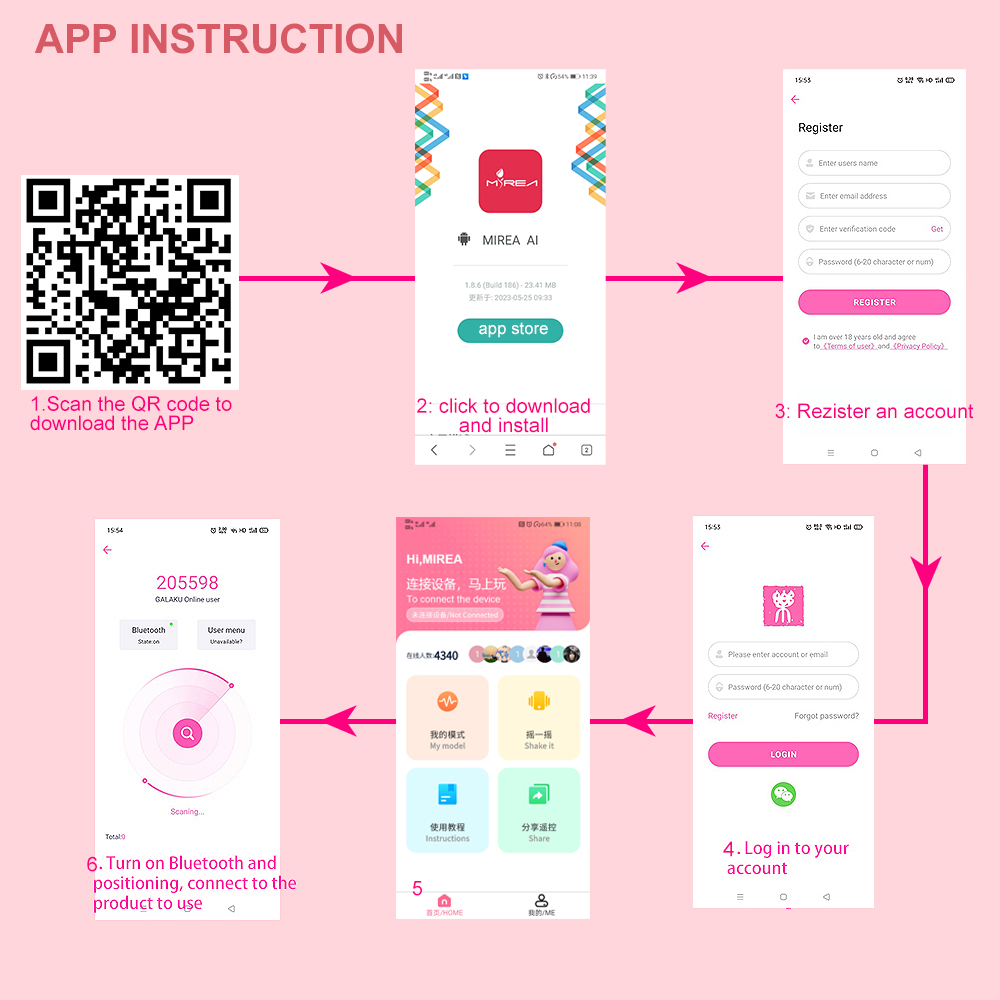 APP INSTRUCTION
1.Scan the QR code to
download the APP
54% 11:39
MIREA
MIREA AI
1.8.6 (Build 186) - 23.41 MB
更新于: 2023-05-25 09:33
app store
2: click to download
and install
2
15:53
Register
Enter users name
Enter email address
Enter verification code Get
Password (6-20 character or num)
REGISTER
I am over 18 years old and agree
to《Terms of user》and《Privacy Policy》
3: Rezister an account
15:53
Please enter account or email
Password (6-20 character or num)
Register Forgot password?
LOGIN
4. Log in to your
account
64% 11:08
Hi,MIREA
连接设备，马上玩
To connect the device
未连接设备/Not Connected
在线人数:4340
我的模式
My model
摇一摇
Shake it
使用教程
Instructions
分享遥控
Share
5
首页/HOME
我的/ME
15:54
205598
GALAKU Online user
Bluetooth
State:on
User menu
Unavailable?
Scaning...
Total:0
6. Turn on Bluetooth and
positioning, connect to the
product to use